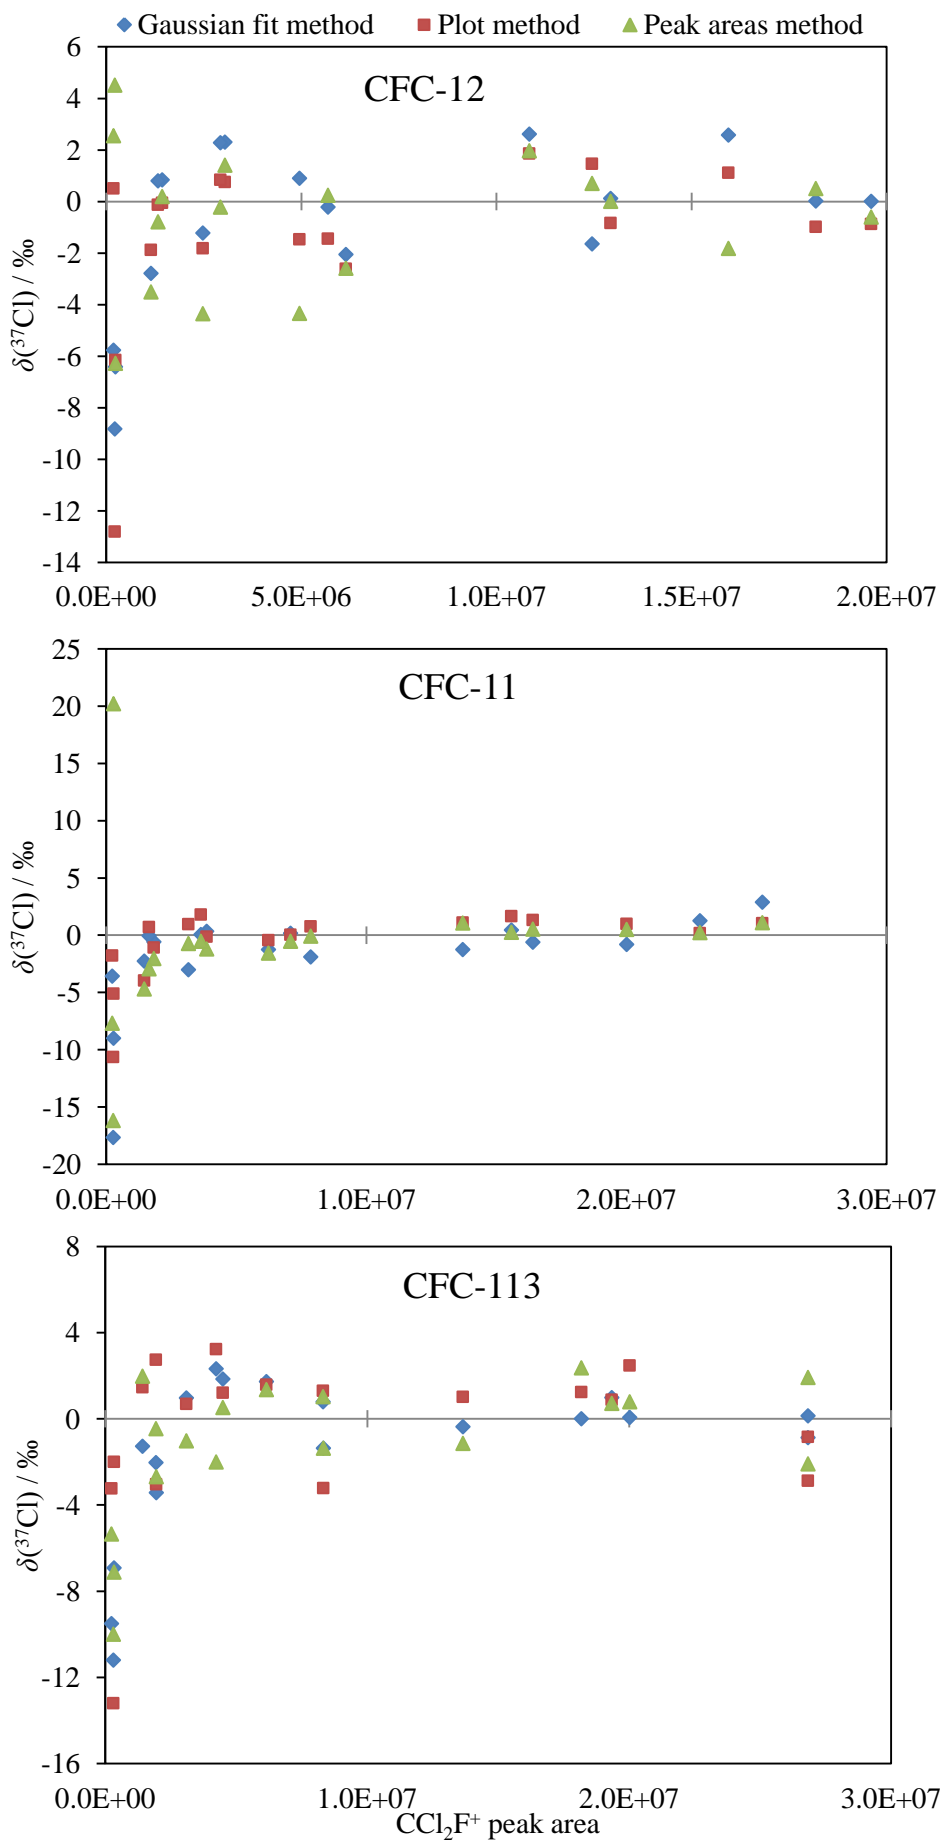 Gaussian fit method Plot method Peak areas method
CFC-12
6
4
2
0
-2
-4
-6
-8
-10
-12
-14
δ(³⁷Cl) / ‰
0.0E+00 5.0E+06 1.0E+07 1.5E+07 2.0E+07
CFC-11
25
20
15
10
5
0
-5
-10
-15
-20
δ(³⁷Cl) / ‰
0.0E+00 1.0E+07 2.0E+07 3.0E+07
CFC-113
8
4
0
-4
-8
-12
-16
δ(³⁷Cl) / ‰
0.0E+00 1.0E+07 2.0E+07 3.0E+07
CCl₂F⁺ peak area